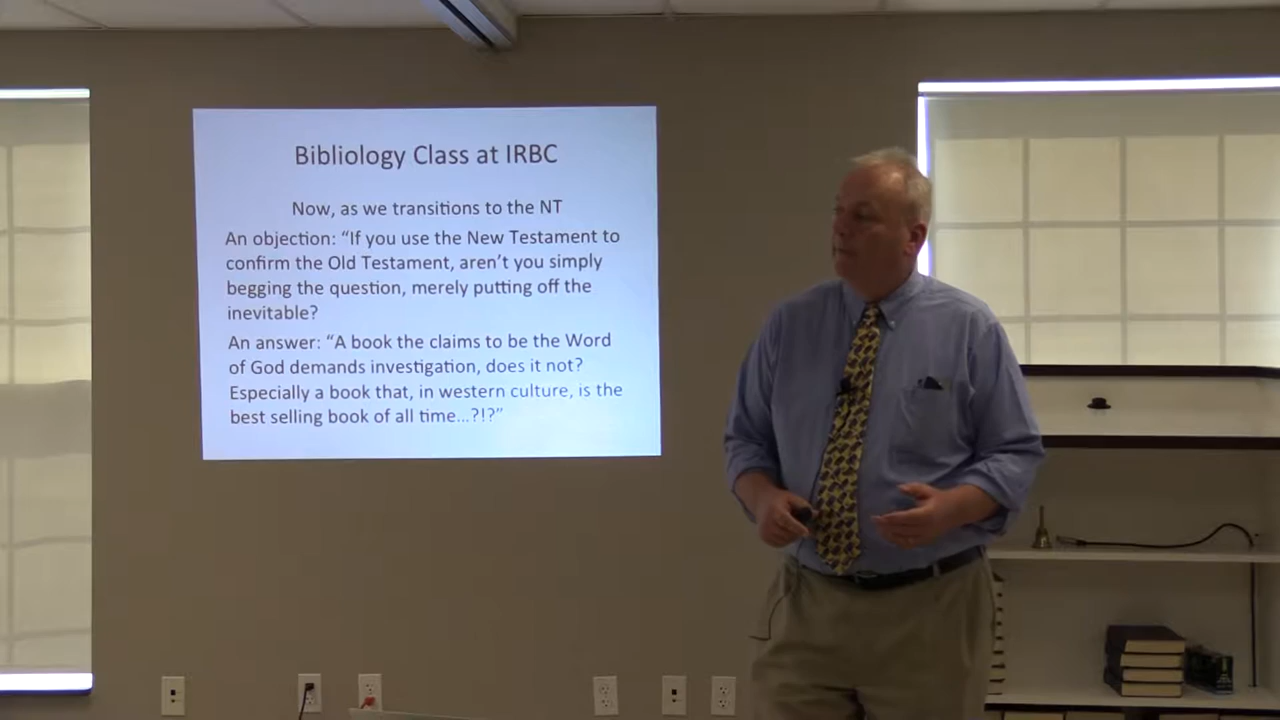 Bibliology Class at IRBC
Now, as we transitions to the NT
An objection: “If you use the New Testament to
confirm the Old Testament, aren’t you simply
begging the question, merely putting off the
inevitable?
An answer: “A book the claims to be the Word
of God demands investigation, does it not?
Especially a book that, in western culture, is the
best selling book of all time...?!?”